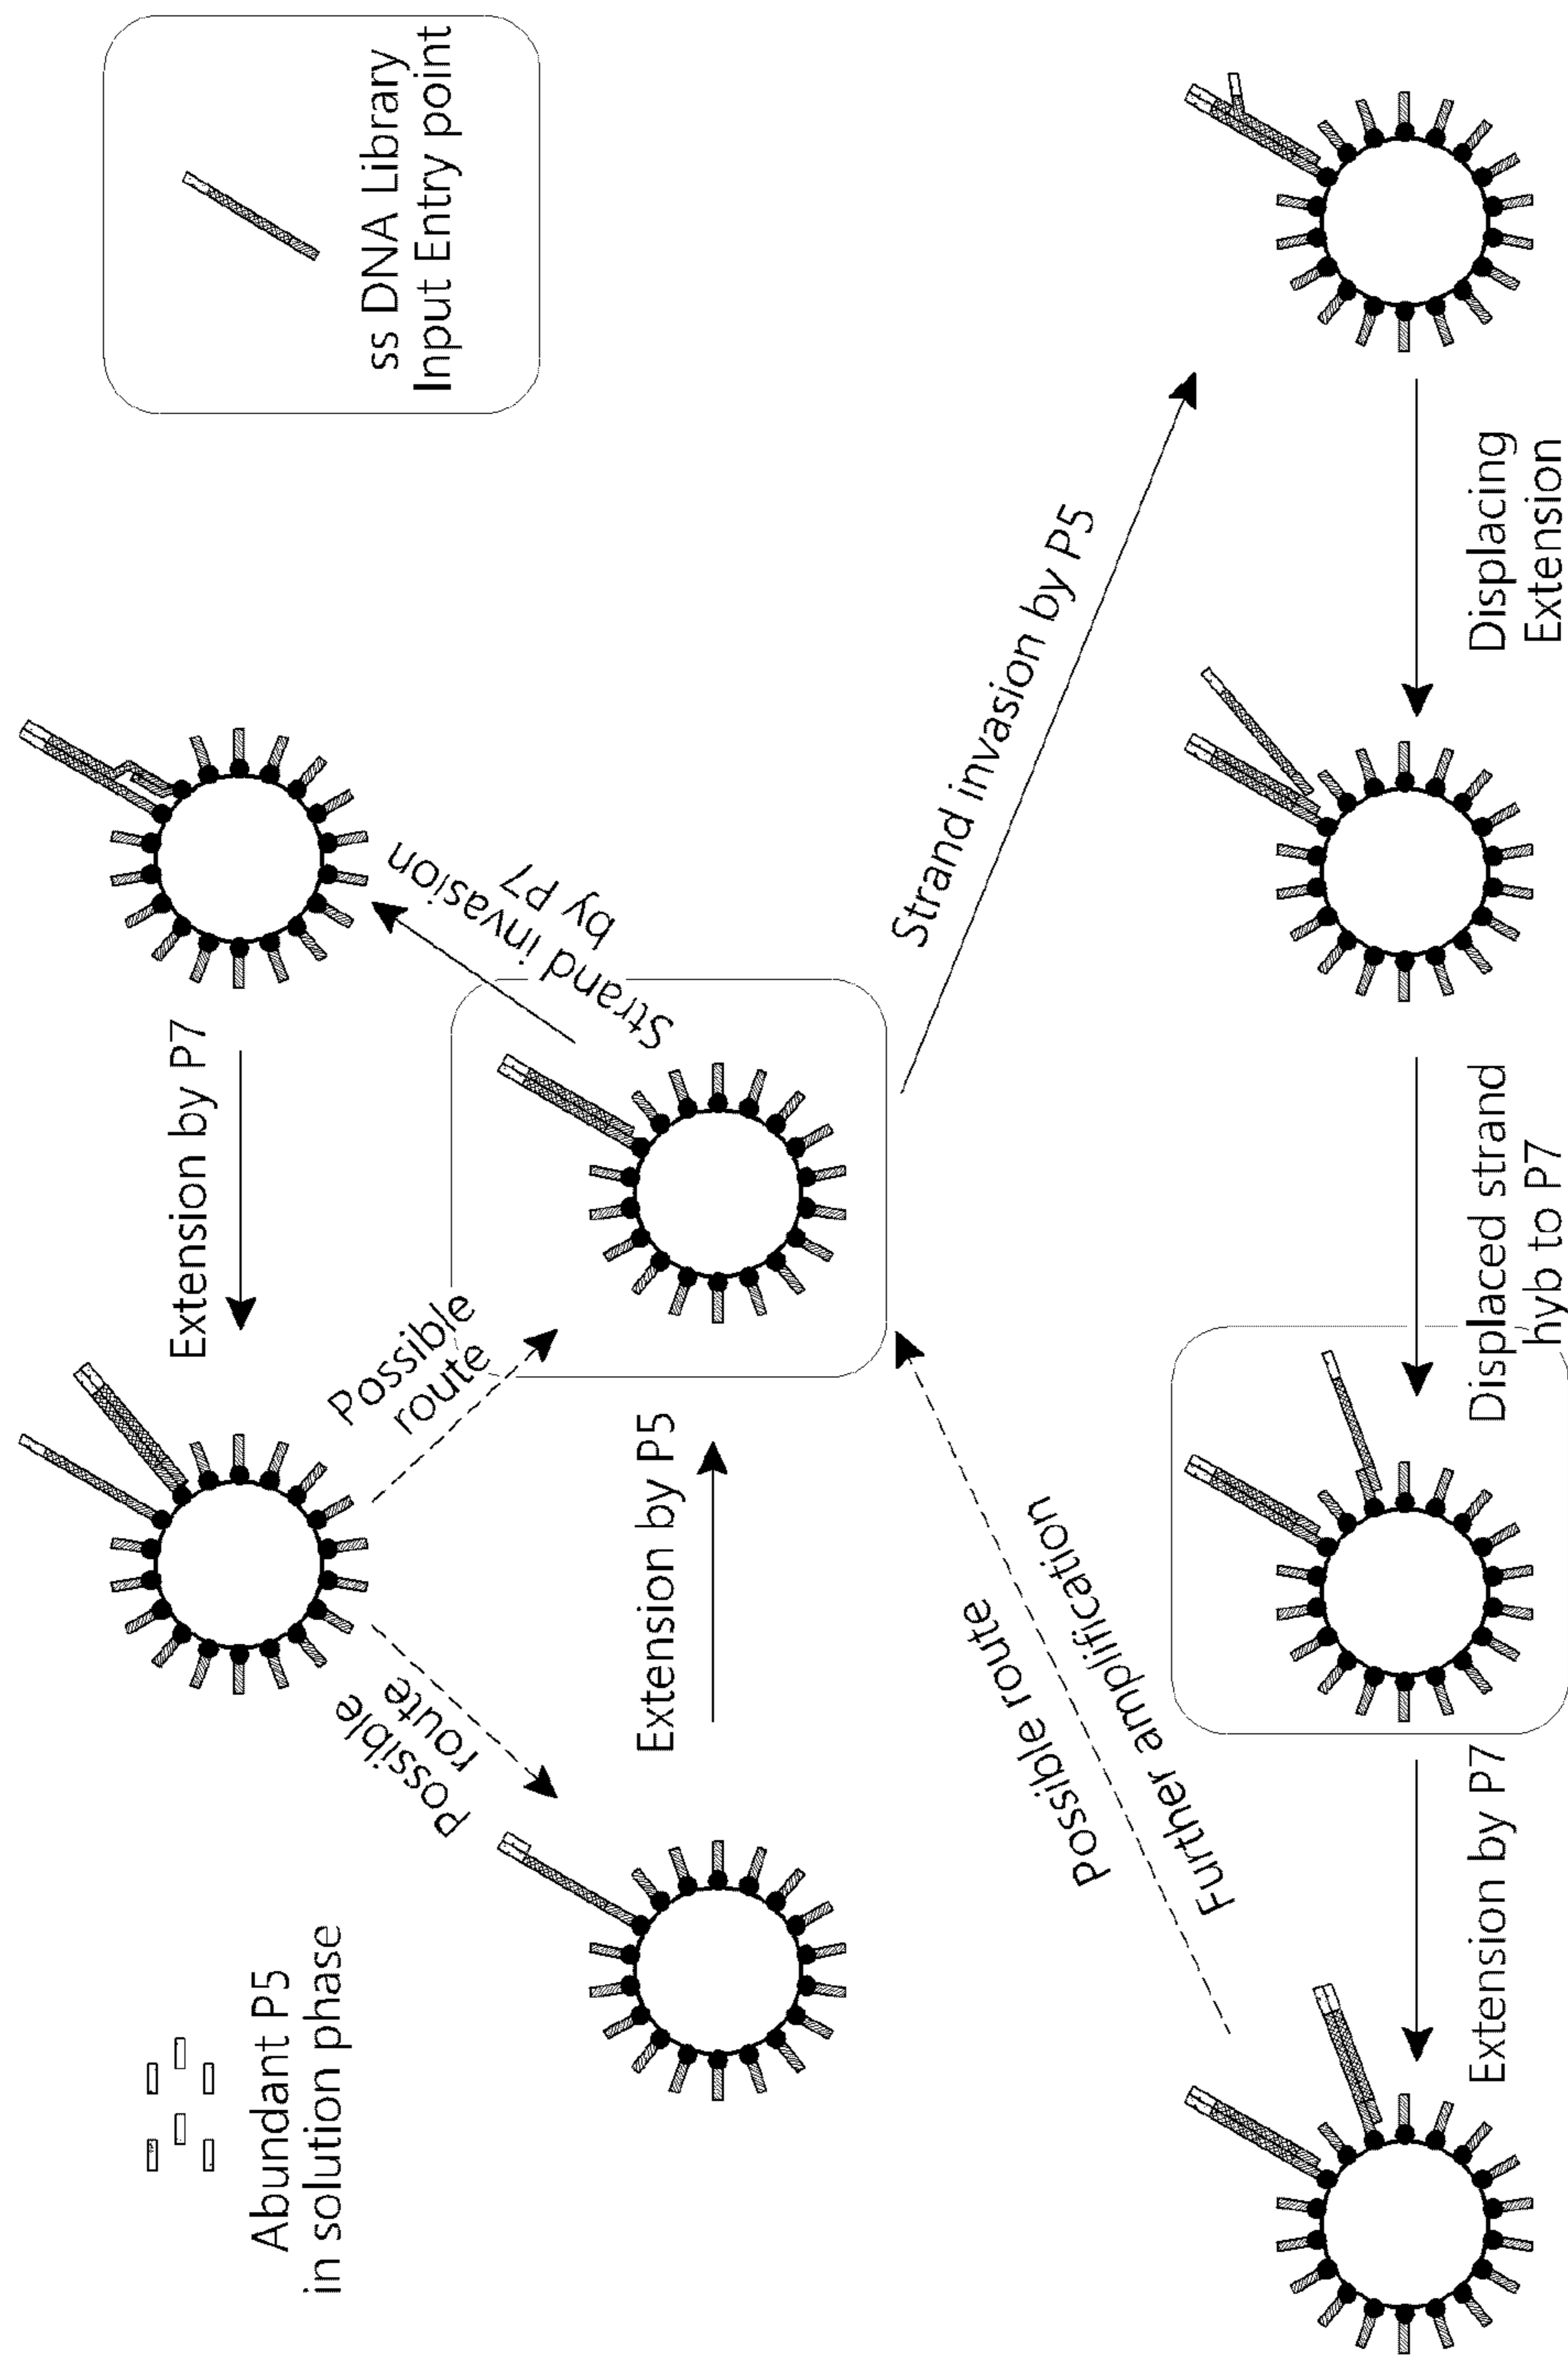 Abundant P5
in solution phase
ss DNA Library
Input Entry point
Extension by P7
Possible
route
Possible
route
Strand invasion
by P7
Extension by P5
Strand invasion by P5
Possible route
Further amplification
Extension by P7
Displaced strand
hyb to P7
Displacing
Extension